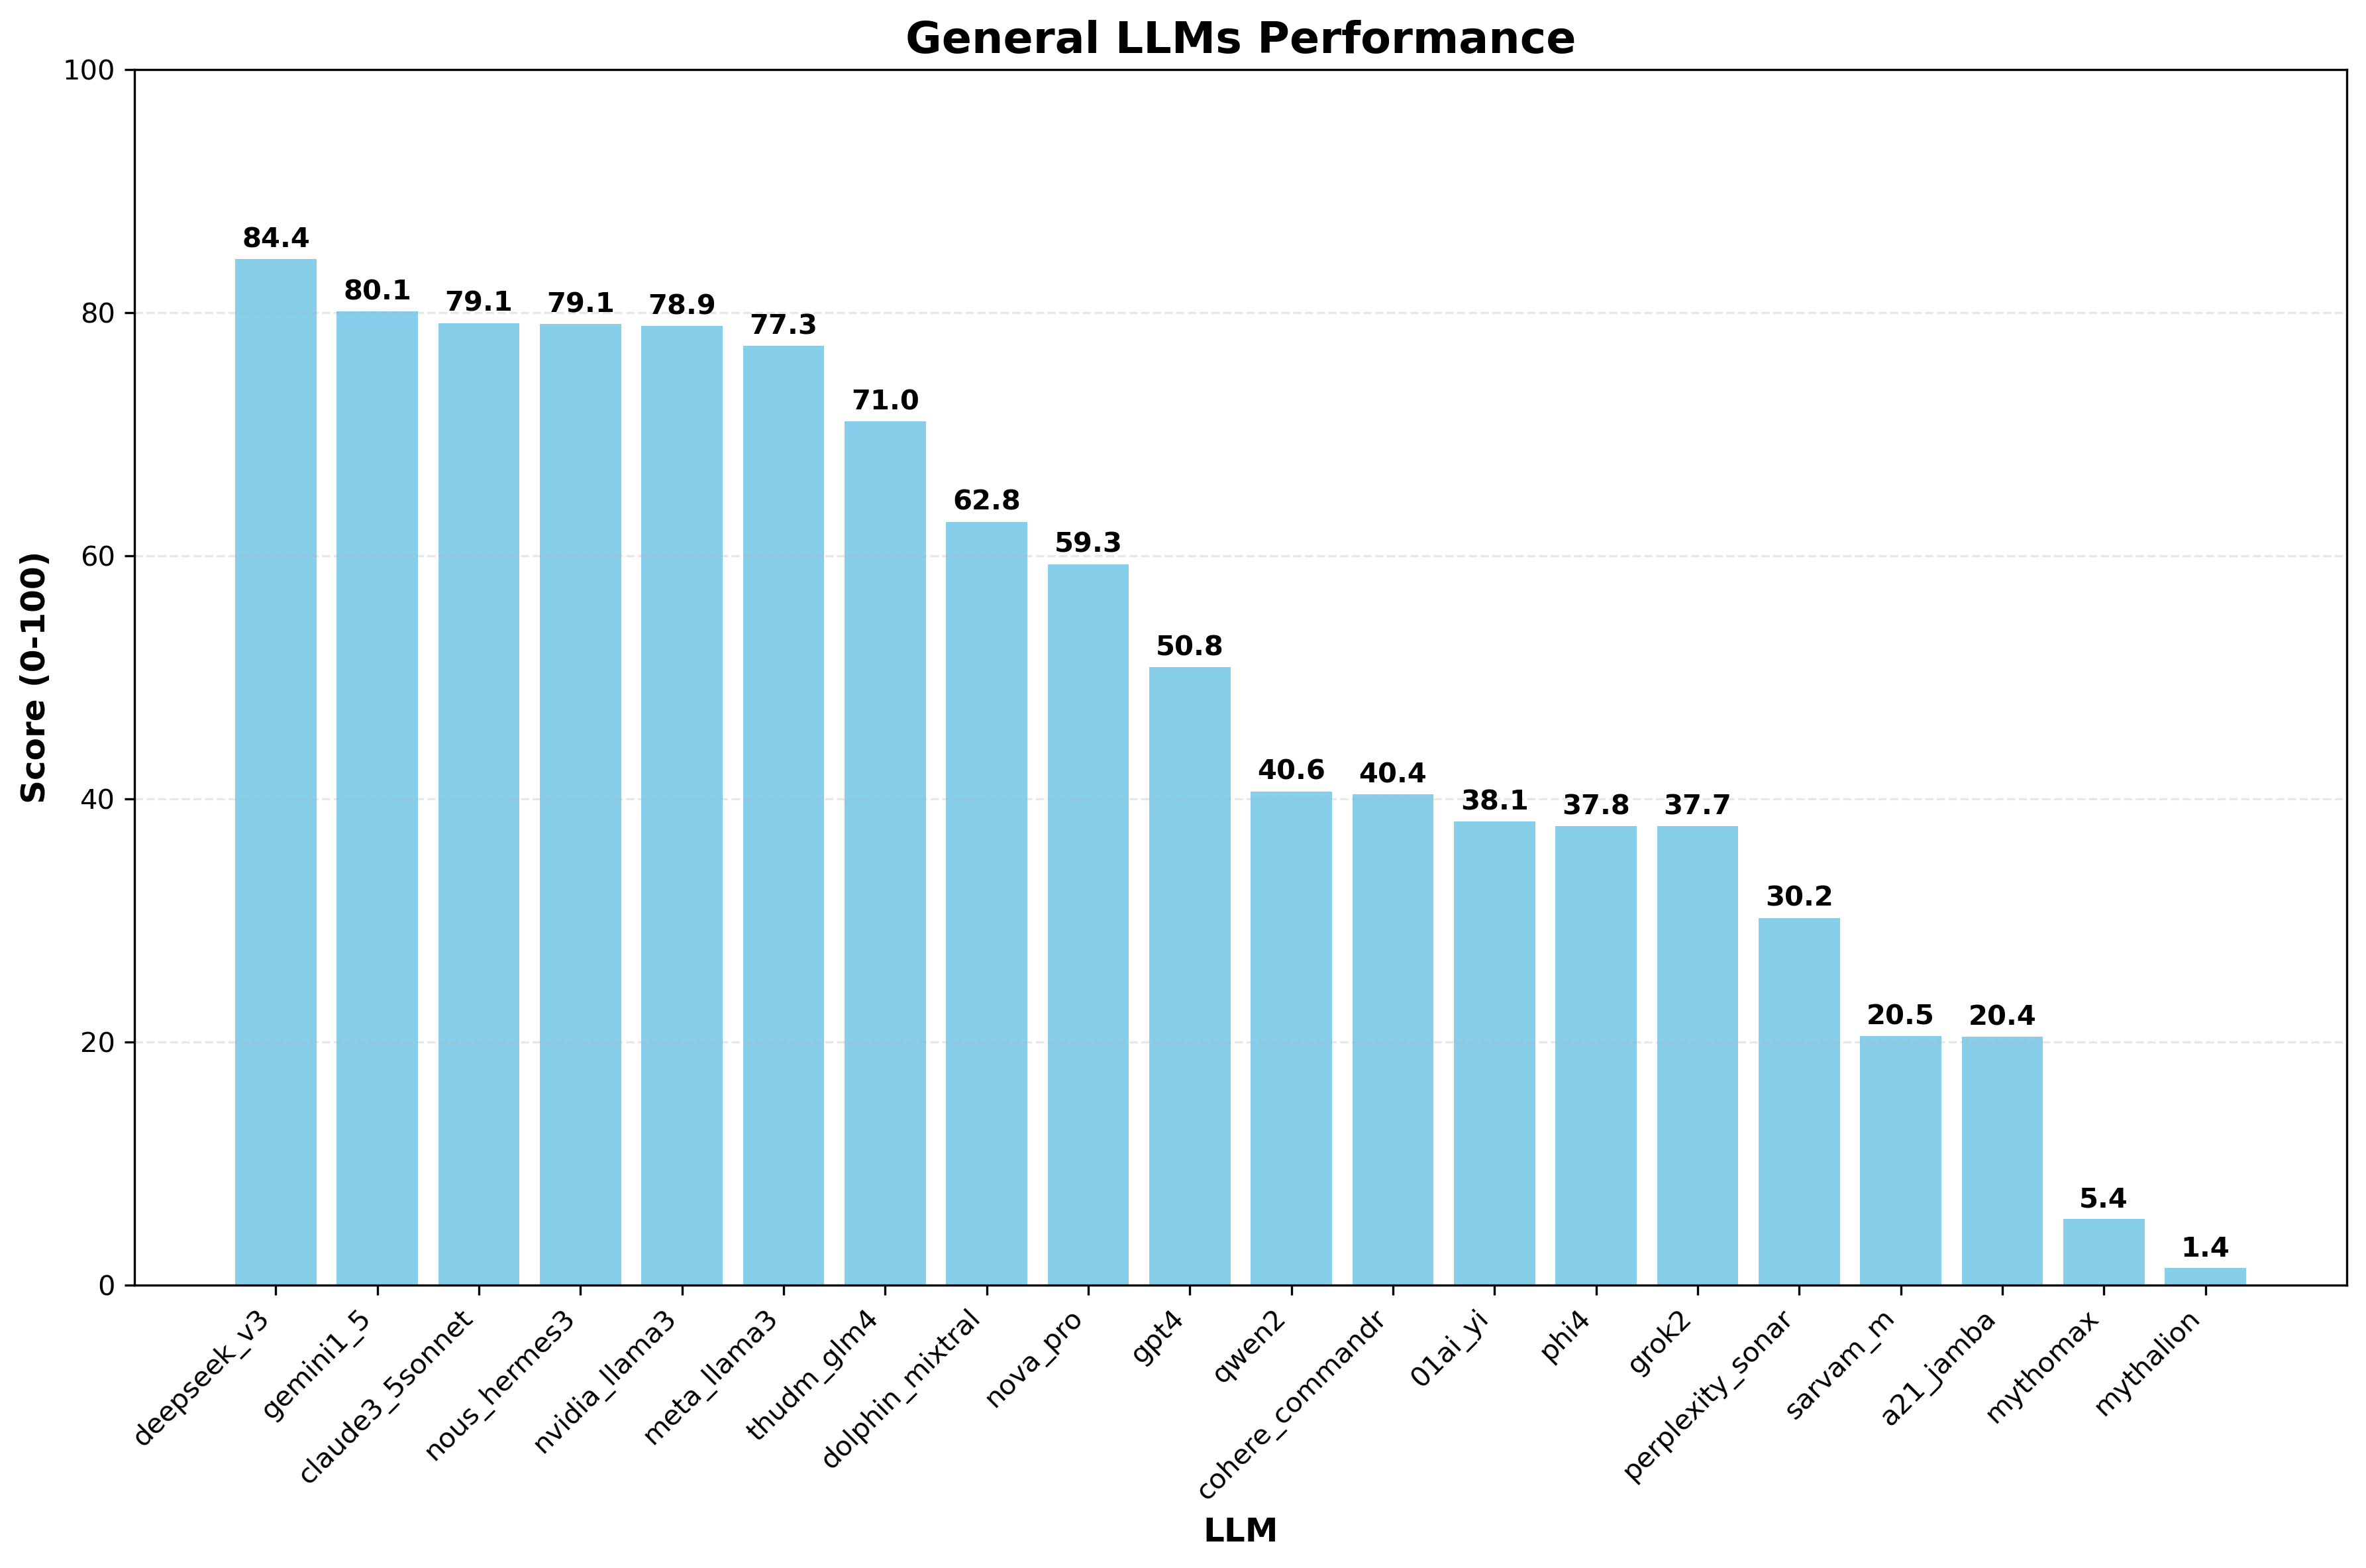 General LLMs Performance
100
80
60
40
20
0
Score (0-100)
84.4
80.1
79.1
79.1
78.9
77.3
71.0
62.8
59.3
50.8
40.6
40.4
38.1
37.8
37.7
30.2
20.5
20.4
5.4
1.4
deepseek_v3
gemini1_5
claude3_5sonnet
nous_hermes3
nvidia_llama3
meta_llama3
thudm_glm4
dolphin_mixtral
nova_pro
gpt4
qwen2
cohere_commandr
01ai_yi
phi4
grok2
perplexity_sonar
sarvam_m
a21_jamba
mythomax
mythalion
LLM